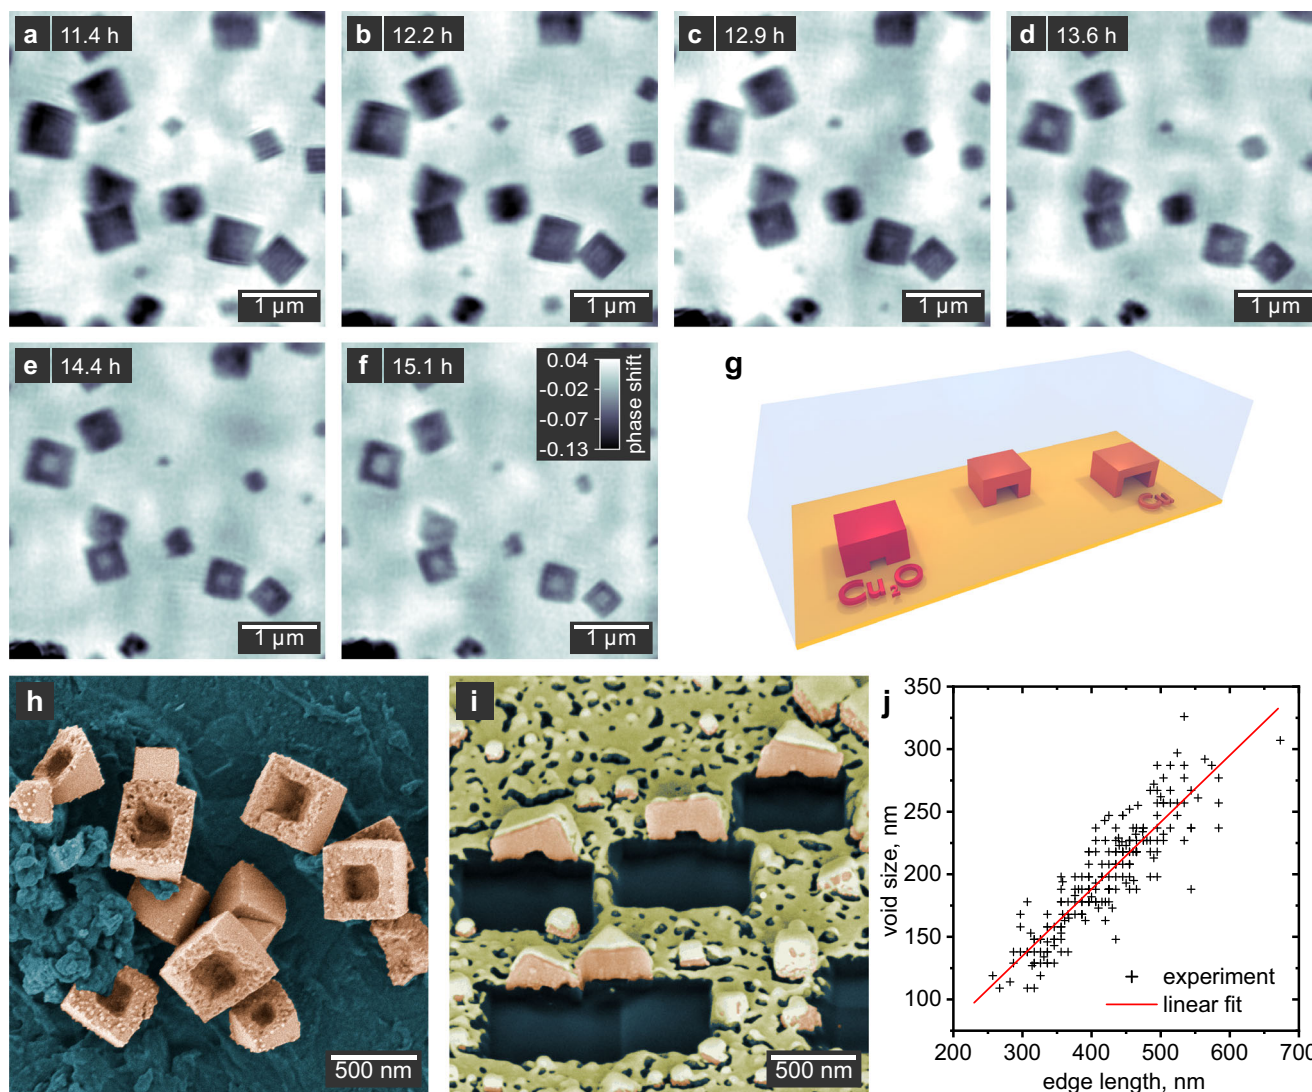 a 11.4 h
1 µm
b 12.2 h
1 µm
c 12.9 h
1 µm
d 13.6 h
1 µm
e 14.4 h
1 µm
f 15.1 h
0.04
-0.02
-0.07
-0.13
phase shift
1 µm
g
Cu₂O
Cu
h
500 nm
i
500 nm
j
350
300
250
200
150
100
void size, nm
experiment
linear fit
200 300 400 500 600 700
edge length, nm